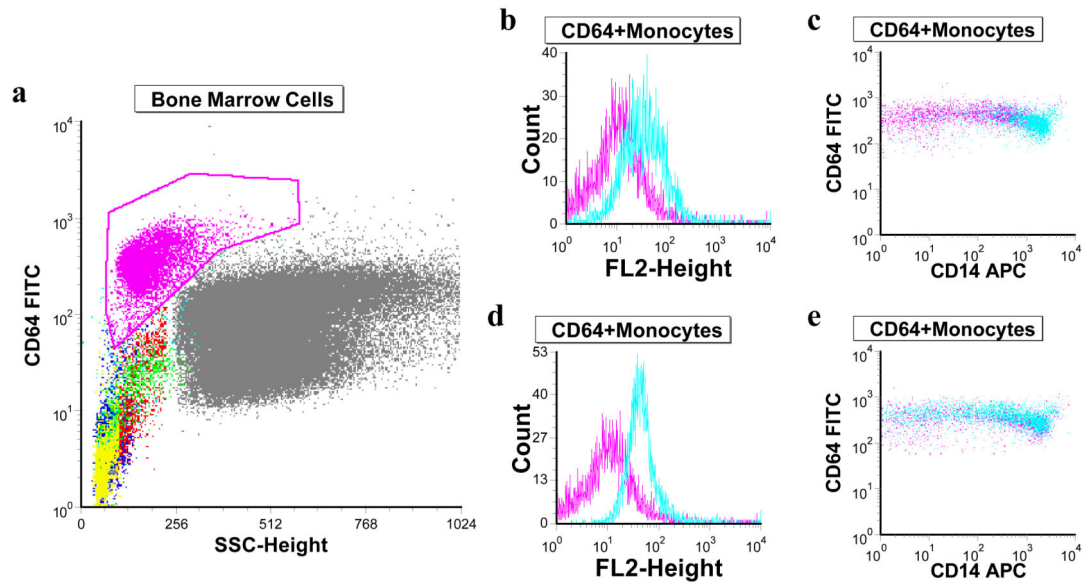 a
Bone Marrow Cells
CD64 FITC
10^4
10^3
10^2
10^1
10^0
0 256 512 768 1024
SSC-Height
b
CD64+Monocytes
Count
40
30
20
10
0
10^0 10^1 10^2 10^3 10^4
FL2-Height
c
CD64+Monocytes
CD64 FITC
10^4
10^3
10^2
10^1
10^0
10^0 10^2 10^3 10^4
CD14 APC
d
CD64+Monocytes
Count
53
40
27
13
0
10^0 10^1 10^2 10^3 10^4
FL2-Height
e
CD64+Monocytes
CD64 FITC
10^4
10^3
10^2
10^1
10^0
10^0 10^1 10^2 10^3 10^4
CD14 APC